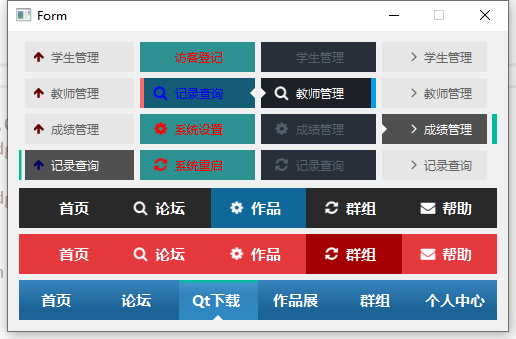 Form
学生管理 访客登记 学生管理 学生管理
教师管理 记录查询 教师管理 教师管理
成绩管理 系统设置 成绩管理 成绩管理
记录查询 系统重启 记录查询 记录查询
首页 论坛 作品 群组 帮助
首页 论坛 作品 群组 帮助
首页 论坛 Qt下载 作品展 群组 个人中心